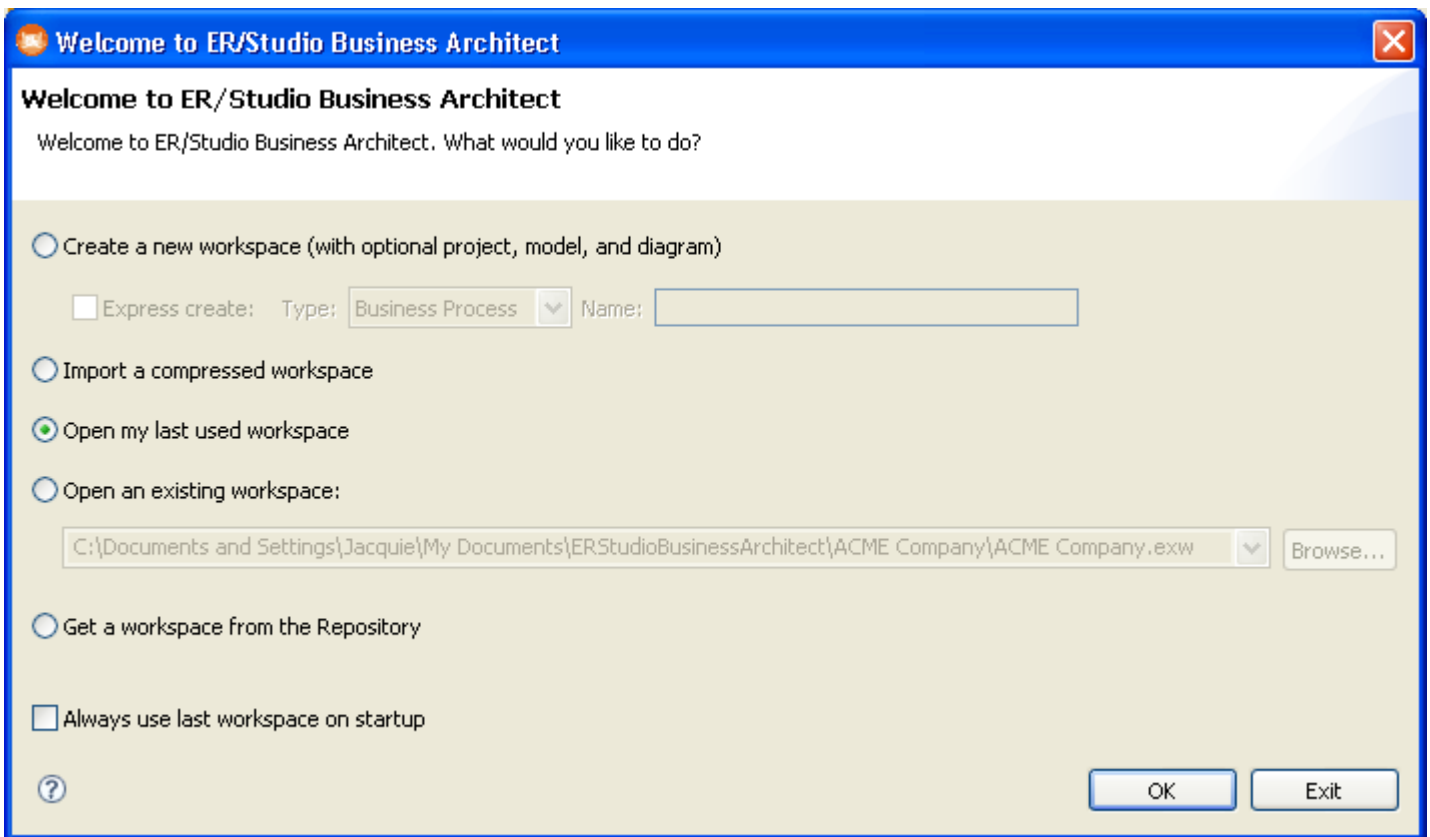 Welcome to ER/Studio Business Architect
Welcome to ER/Studio Business Architect
Welcome to ER/Studio Business Architect. What would you like to do?
Create a new workspace (with optional project, model, and diagram)
Express create: Type: Business Process Name:
Import a compressed workspace
Open my last used workspace
Open an existing workspace:
C:\Documents and Settings\Jacquie\My Documents\ERStudioBusinessArchitect\ACME Company\ACME Company.exw Browse...
Get a workspace from the Repository
Always use last workspace on startup
? OK Exit